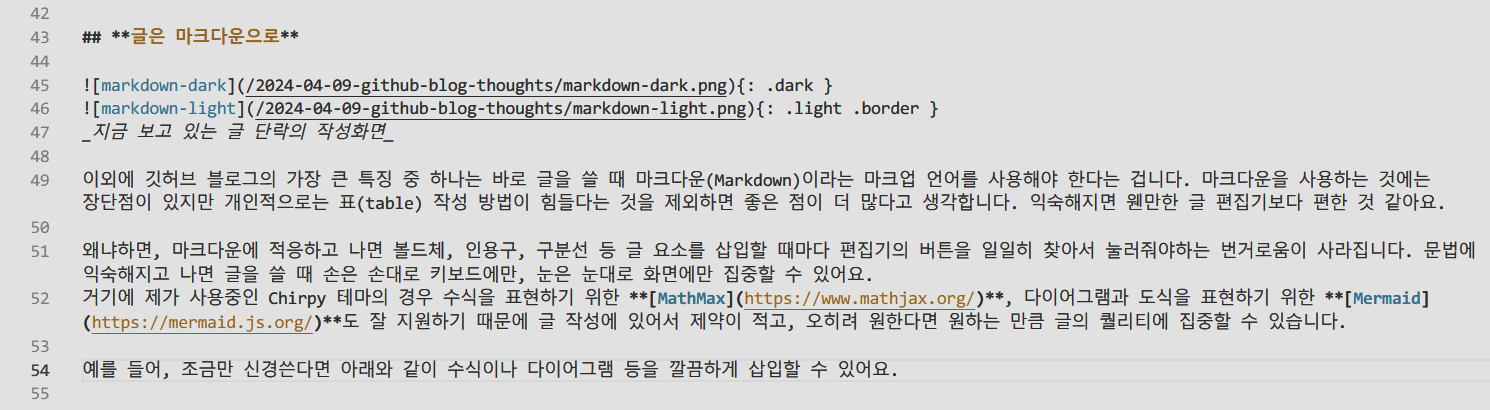 42
43 ## **글은 마크다운으로**
44
45 ![markdown-dark](/2024-04-09-github-blog-thoughts/markdown-dark.png){: .dark }
46 ![markdown-light](/2024-04-09-github-blog-thoughts/markdown-light.png){: .light .border }
47 _지금 보고 있는 글 단락의 작성화면_
48
49 이외에 깃허브 블로그의 가장 큰 특징 중 하나는 바로 글을 쓸 때 마크다운(Markdown)이라는 마크업 언어를 사용해야 한다는 겁니다. 마크다운을 사용하는 것에는
장단점이 있지만 개인적으로는 표(table) 작성 방법이 힘들다는 것을 제외하면 좋은 점이 더 많다고 생각합니다. 익숙해지면 웬만한 글 편집기보다 편한 것 같아요.
50
51 왜냐하면, 마크다운에 적응하고 나면 볼드체, 인용구, 구분선 등 글 요소를 삽입할 때마다 편집기의 버튼을 일일히 찾아서 눌러줘야하는 번거로움이 사라집니다. 문법에
익숙해지고 나면 글을 쓸 때 손은 손대로 키보드에만, 눈은 눈대로 화면에만 집중할 수 있어요.
52 거기에 제가 사용중인 Chirpy 테마의 경우 수식을 표현하기 위한 **[MathMax](https://www.mathjax.org/)**, 다이어그램과 도식을 표현하기 위한 **[Mermaid]
(https://mermaid.js.org/)**도 잘 지원하기 때문에 글 작성에 있어서 제약이 적고, 오히려 원한다면 원하는 만큼 글의 퀄리티에 집중할 수 있습니다.
53
54 예를 들어, 조금만 신경쓴다면 아래와 같이 수식이나 다이어그램 등을 깔끔하게 삽입할 수 있어요.
55